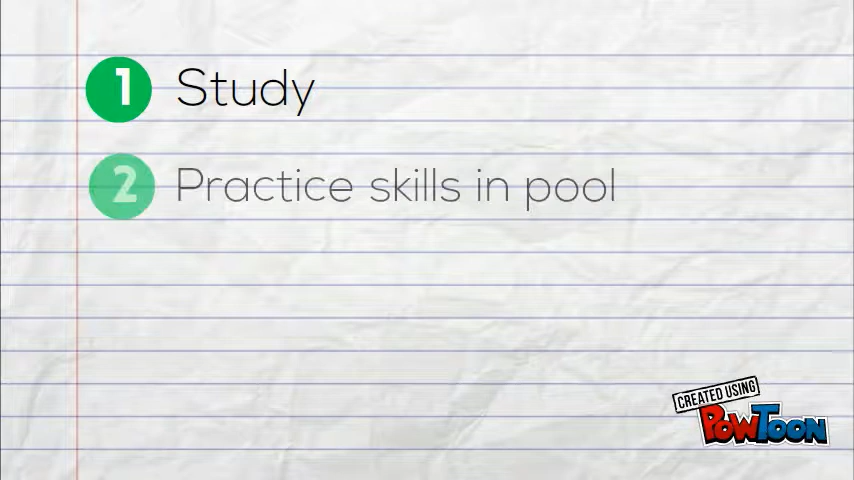 1 Study
2 Practice skills in pool
CREATED USING
POWTOON